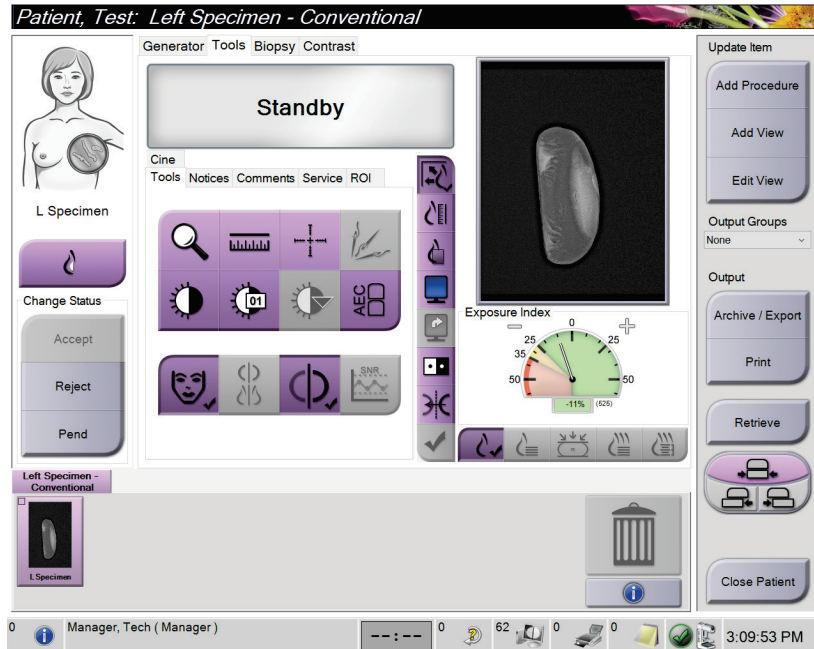 Patient, Test: Left Specimen - Conventional
Generator Tools Biopsy Contrast
Standby
Cine
Tools Notices Comments Service ROI
01
AEC
SNR
L Specimen
Change Status
Accept
Reject
Pend
Exposure Index
0
25 25
35
50 50
-11% (525)
Update Item
Add Procedure
Add View
Edit View
Output Groups
None
Output
Archive / Export
Print
Retrieve
Close Patient
Left Specimen -
Conventional
L Specimen
0 Manager, Tech ( Manager ) --:-- 0 62 0 0 3:09:53 PM